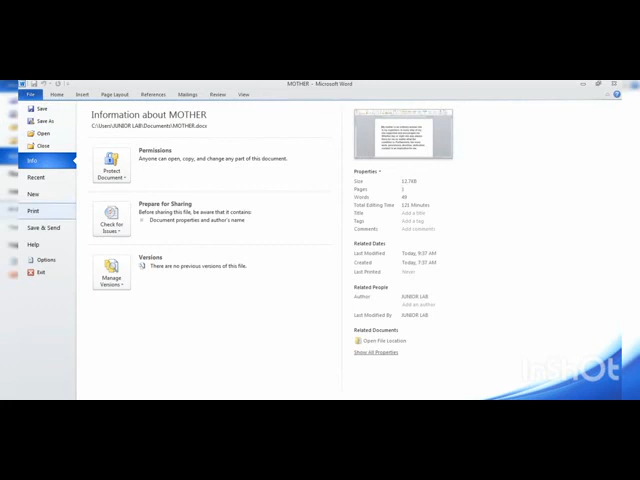 MOTHER - Microsoft Word
File Home Insert Page Layout References Mailings Review View
Save
Save As
Open
Close
Info
Recent
New
Print
Save & Send
Help
Options
Exit
Information about MOTHER
C:\Users\JUNIOR LAB\Documents\MOTHER.docx
Protect
Document
Permissions
Anyone can open, copy, and change any part of this document.
Check for
Issues
Prepare for Sharing
Before sharing this file, be aware that it contains:
Document properties and author's name
Manage
Versions
Versions
There are no previous versions of this file.
Properties
Size 12.7KB
Pages 1
Words 49
Total Editing Time 121 Minutes
Title Add a title
Tags Add a tag
Comments Add comments
Related Dates
Last Modified Today, 9:37 AM
Created Today, 7:37 AM
Last Printed Never
Related People
Author JUNIOR LAB
Add an author
Last Modified By JUNIOR LAB
Related Documents
Open File Location
Show All Properties
InShOt